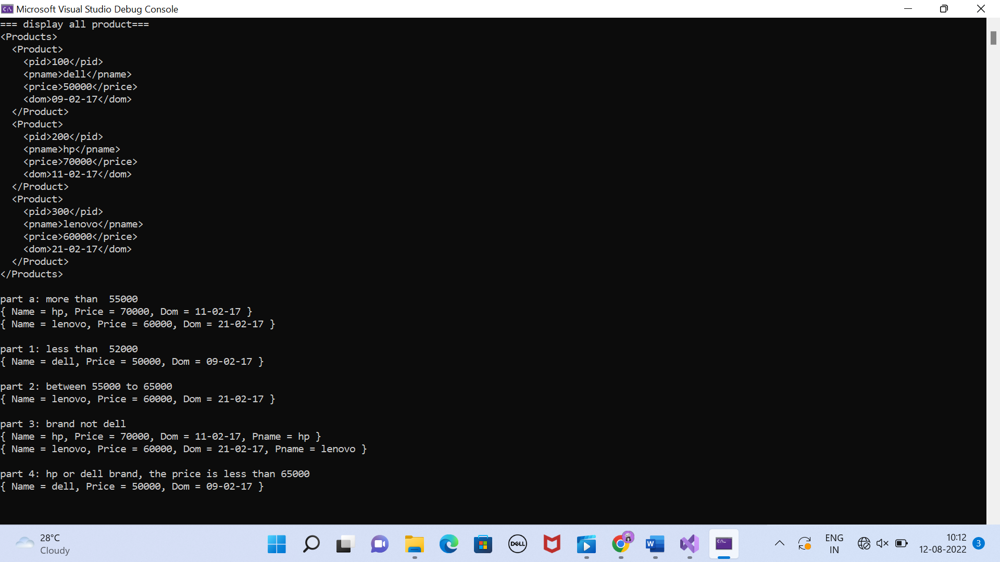 Microsoft Visual Studio Debug Console
=== display all product===
<Products>
  <Product>
    <pid>100</pid>
    <pname>dell</pname>
    <price>50000</price>
    <dom>09-02-17</dom>
  </Product>
  <Product>
    <pid>200</pid>
    <pname>hp</pname>
    <price>70000</price>
    <dom>11-02-17</dom>
  </Product>
  <Product>
    <pid>300</pid>
    <pname>lenovo</pname>
    <price>60000</price>
    <dom>21-02-17</dom>
  </Product>
</Products>
part a: more than  55000
{ Name = hp, Price = 70000, Dom = 11-02-17 }
{ Name = lenovo, Price = 60000, Dom = 21-02-17 }
part 1: less than  52000
{ Name = dell, Price = 50000, Dom = 09-02-17 }
part 2: between 55000 to 65000
{ Name = lenovo, Price = 60000, Dom = 21-02-17 }
part 3: brand not dell
{ Name = hp, Price = 70000, Dom = 11-02-17, Pname = hp }
{ Name = lenovo, Price = 60000, Dom = 21-02-17, Pname = lenovo }
part 4: hp or dell brand, the price is less than 65000
{ Name = dell, Price = 50000, Dom = 09-02-17 }
28°C
Cloudy
DELL
W
ENG
IN
10:12
12-08-2022
3